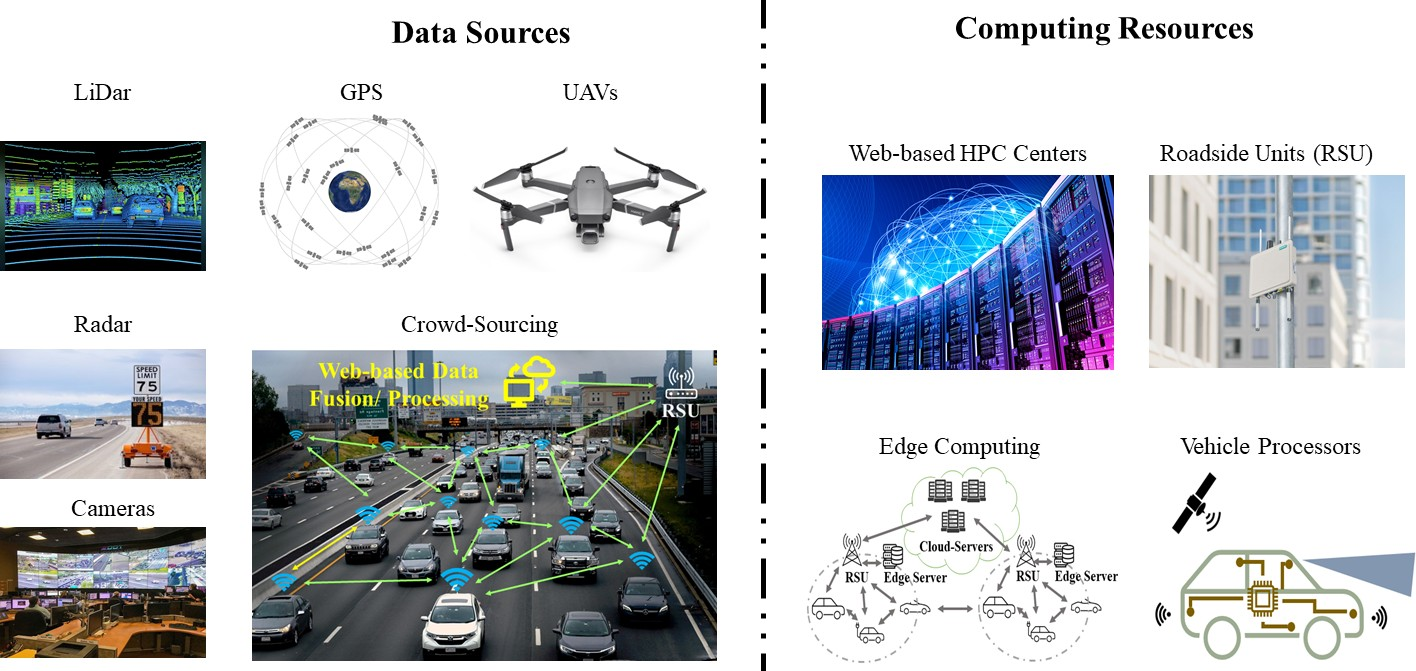 Data Sources
LiDar
GPS
UAVs
Radar
SPEED
LIMIT
75
YOUR SPEED
75
Cameras
Crowd-Sourcing
Web-based Data
Fusion/ Processing
RSU
Computing Resources
Web-based HPC Centers
Roadside Units (RSU)
Edge Computing
Cloud-Servers
RSU
Edge Server
RSU
Edge Server
Vehicle Processors